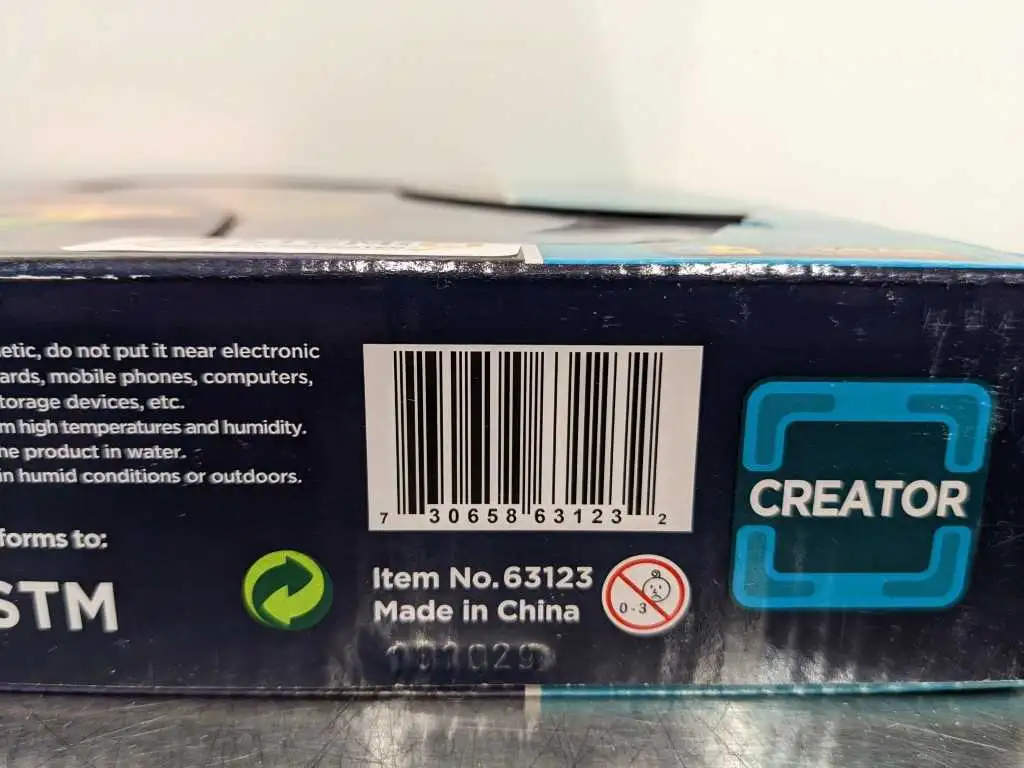 etic, do not put it near electronic
ards, mobile phones, computers,
torage devices, etc.
m high temperatures and humidity.
he product in water.
in humid conditions or outdoors.
forms to:
STM
7 30658 63123 2
Item No. 63123
Made in China
0-3
CREATOR